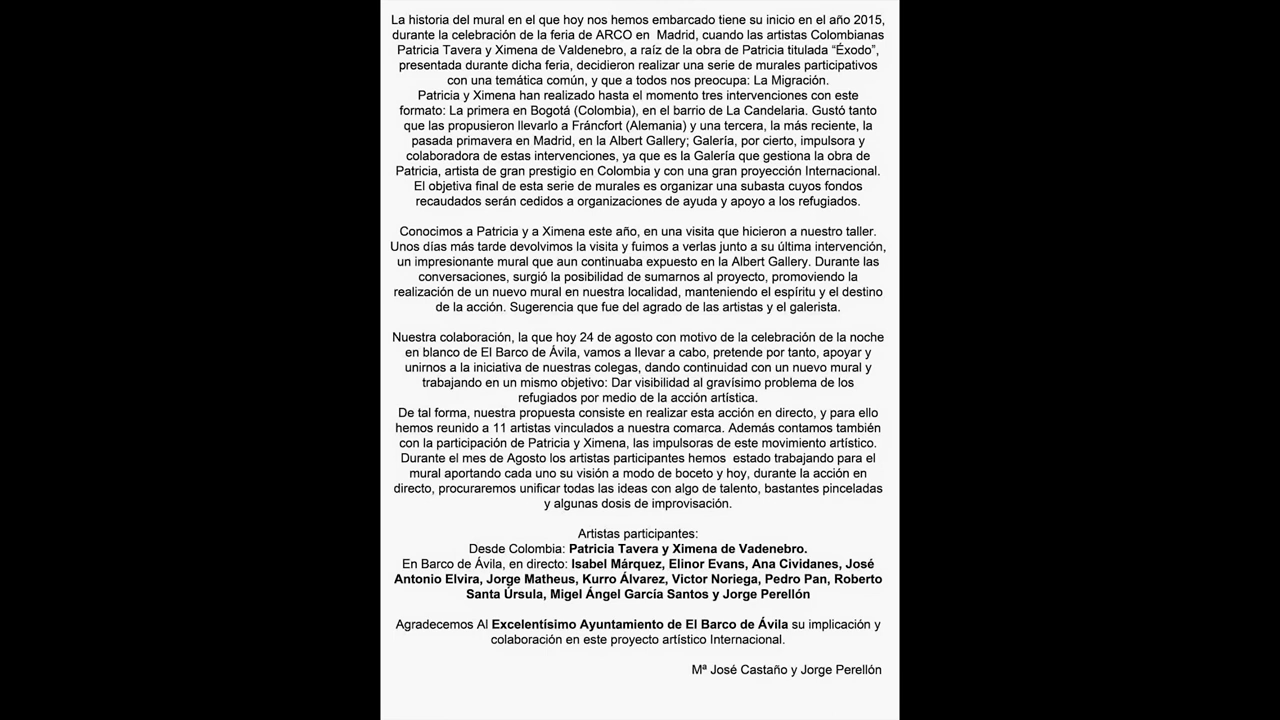 La historia del mural en el que hoy nos hemos embarcado tiene su inicio en el año 2015,
durante la celebración de la feria de ARCO en Madrid, cuando las artistas Colombianas
Patricia Tavera y Ximena de Valdenebro, a raíz de la obra de Patricia titulada “Éxodo”,
presentada durante dicha feria, decidieron realizar una serie de murales participativos
con una temática común, y que a todos nos preocupa: La Migración.
Patricia y Ximena han realizado hasta el momento tres intervenciones con este
formato: La primera en Bogotá (Colombia), en el barrio de La Candelaria. Gustó tanto
que las propusieron llevarlo a Fráncfort (Alemania) y una tercera, la más reciente, la
pasada primavera en Madrid, en la Albert Gallery; Galería, por cierto, impulsora y
colaboradora de estas intervenciones, ya que es la Galería que gestiona la obra de
Patricia, artista de gran prestigio en Colombia y con una gran proyección Internacional.
El objetiva final de esta serie de murales es organizar una subasta cuyos fondos
recaudados serán cedidos a organizaciones de ayuda y apoyo a los refugiados.
Conocimos a Patricia y a Ximena este año, en una visita que hicieron a nuestro taller.
Unos días más tarde devolvimos la visita y fuimos a verlas junto a su última intervención,
un impresionante mural que aun continuaba expuesto en la Albert Gallery. Durante las
conversaciones, surgió la posibilidad de sumarnos al proyecto, promoviendo la
realización de un nuevo mural en nuestra localidad, manteniendo el espíritu y el destino
de la acción. Sugerencia que fue del agrado de las artistas y el galerista.
Nuestra colaboración, la que hoy 24 de agosto con motivo de la celebración de la noche
en blanco de El Barco de Ávila, vamos a llevar a cabo, pretende por tanto, apoyar y
unirnos a la iniciativa de nuestras colegas, dando continuidad con un nuevo mural y
trabajando en un mismo objetivo: Dar visibilidad al gravísimo problema de los
refugiados por medio de la acción artística.
De tal forma, nuestra propuesta consiste en realizar esta acción en directo, y para ello
hemos reunido a 11 artistas vinculados a nuestra comarca. Además contamos también
con la participación de Patricia y Ximena, las impulsoras de este movimiento artístico.
Durante el mes de Agosto los artistas participantes hemos estado trabajando para el
mural aportando cada uno su visión a modo de boceto y hoy, durante la acción en
directo, procuraremos unificar todas las ideas con algo de talento, bastantes pinceladas
y algunas dosis de improvisación.
Artistas participantes:
Desde Colombia: Patricia Tavera y Ximena de Vadenebro.
En Barco de Ávila, en directo: Isabel Márquez, Elinor Evans, Ana Cividanes, José
Antonio Elvira, Jorge Matheus, Kurro Álvarez, Victor Noriega, Pedro Pan, Roberto
Santa Úrsula, Migel Ángel García Santos y Jorge Perellón
Agradecemos Al Excelentísimo Ayuntamiento de El Barco de Ávila su implicación y
colaboración en este proyecto artístico Internacional.
Mª José Castaño y Jorge Perellón